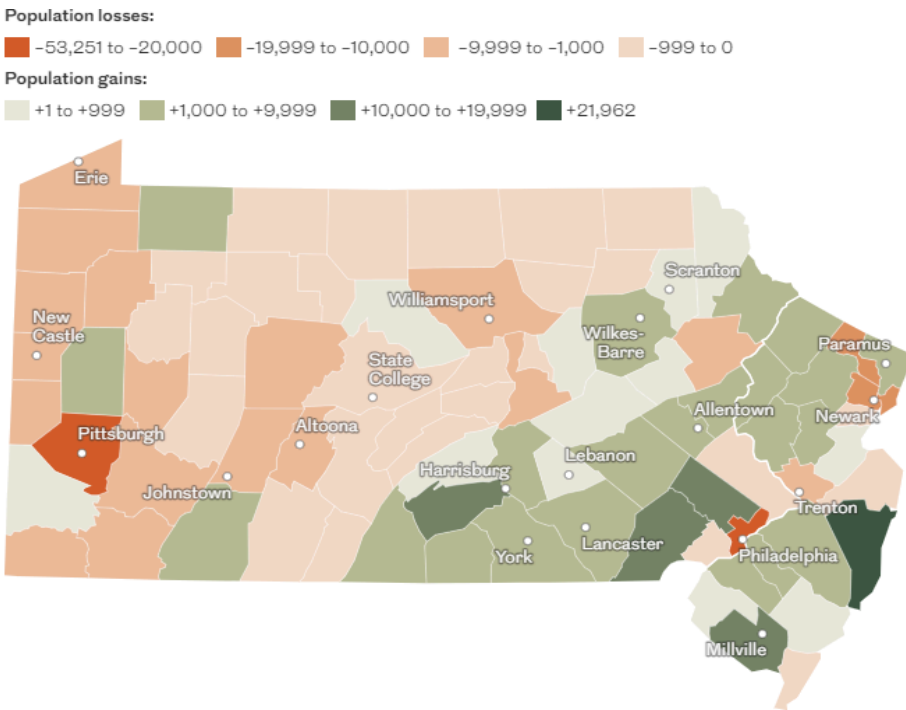 Population losses:
−53,251 to −20,000 −19,999 to −10,000 −9,999 to −1,000 −999 to 0
Population gains:
+1 to +999 +1,000 to +9,999 +10,000 to +19,999 +21,962
Erie
Scranton
Williamsport
New
Castle
Wilkes-
Barre
Paramus
State
College
Allentown
Newark
Pittsburgh
Altoona
Harrisburg
Lebanon
Johnstown
Trenton
York
Lancaster
Philadelphia
Millville